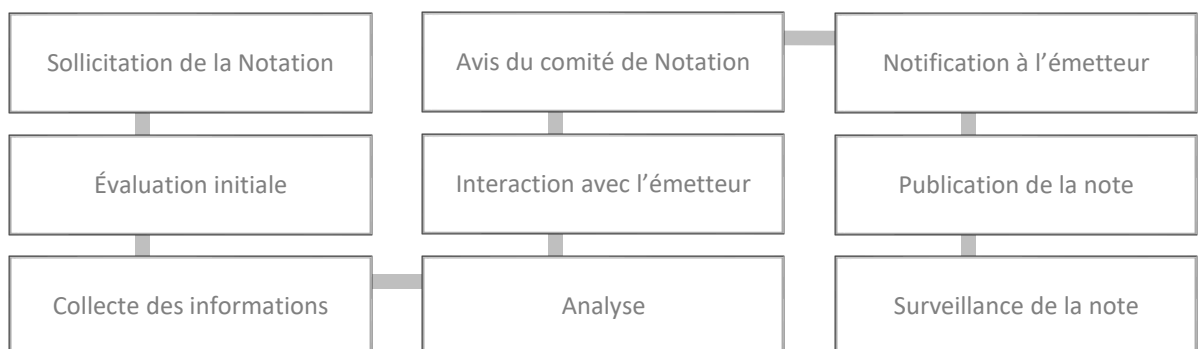 Sollicitation de la Notation
Évaluation initiale
Collecte des informations
Analyse
Interaction avec l’émetteur
Avis du comité de Notation
Notification à l’émetteur
Publication de la note
Surveillance de la note